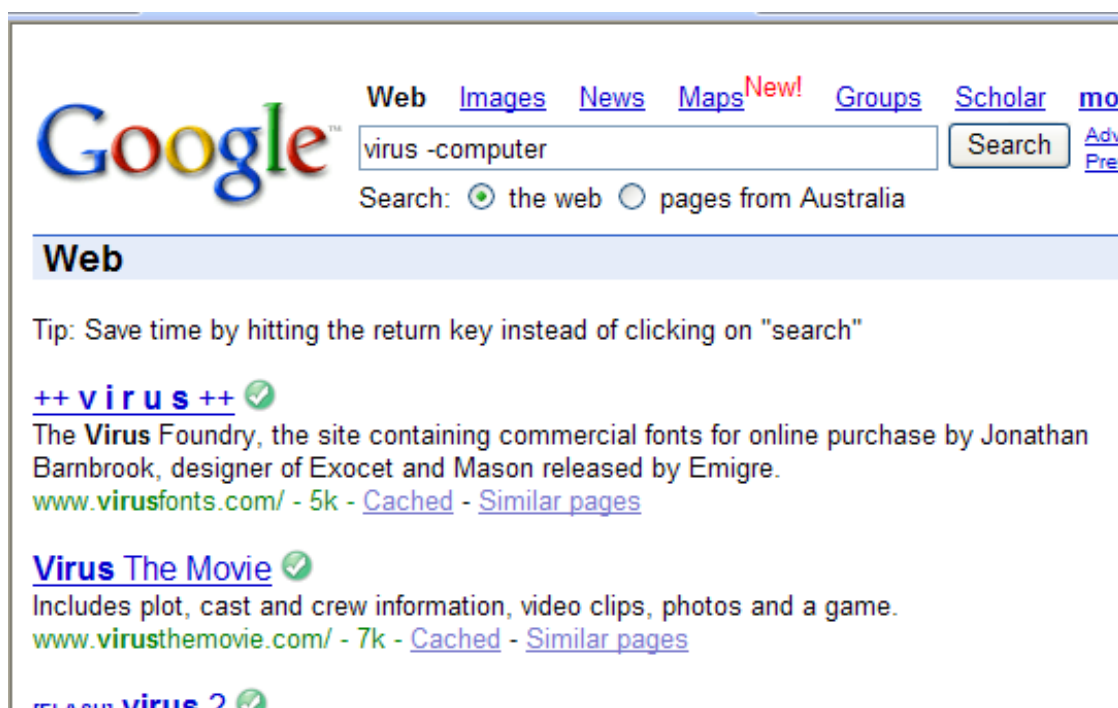 Web Images News Maps New! Groups Scholar
Google™ virus -computer Search
Search: the web pages from Australia
Web
Tip: Save time by hitting the return key instead of clicking on "search"
++ v i r u s ++
The Virus Foundry, the site containing commercial fonts for online purchase by Jonathan
Barnbrook, designer of Exocet and Mason released by Emigre.
www.virusfonts.com/ - 5k - Cached - Similar pages
Virus The Movie
Includes plot, cast and crew information, video clips, photos and a game.
www.virusthemovie.com/ - 7k - Cached - Similar pages
virus 2